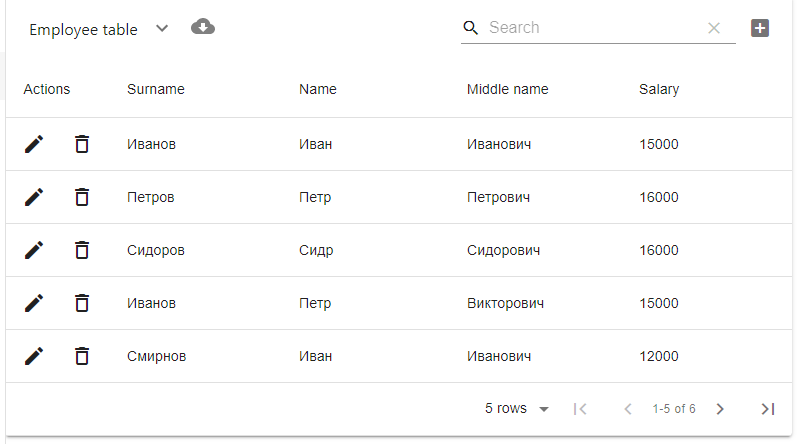 Employee table Search
Actions Surname Name Middle name Salary
Иванов Иван Иванович 15000
Петров Петр Петрович 16000
Сидоров Сидр Сидорович 16000
Иванов Петр Викторович 15000
Смирнов Иван Иванович 12000
5 rows 1-5 of 6